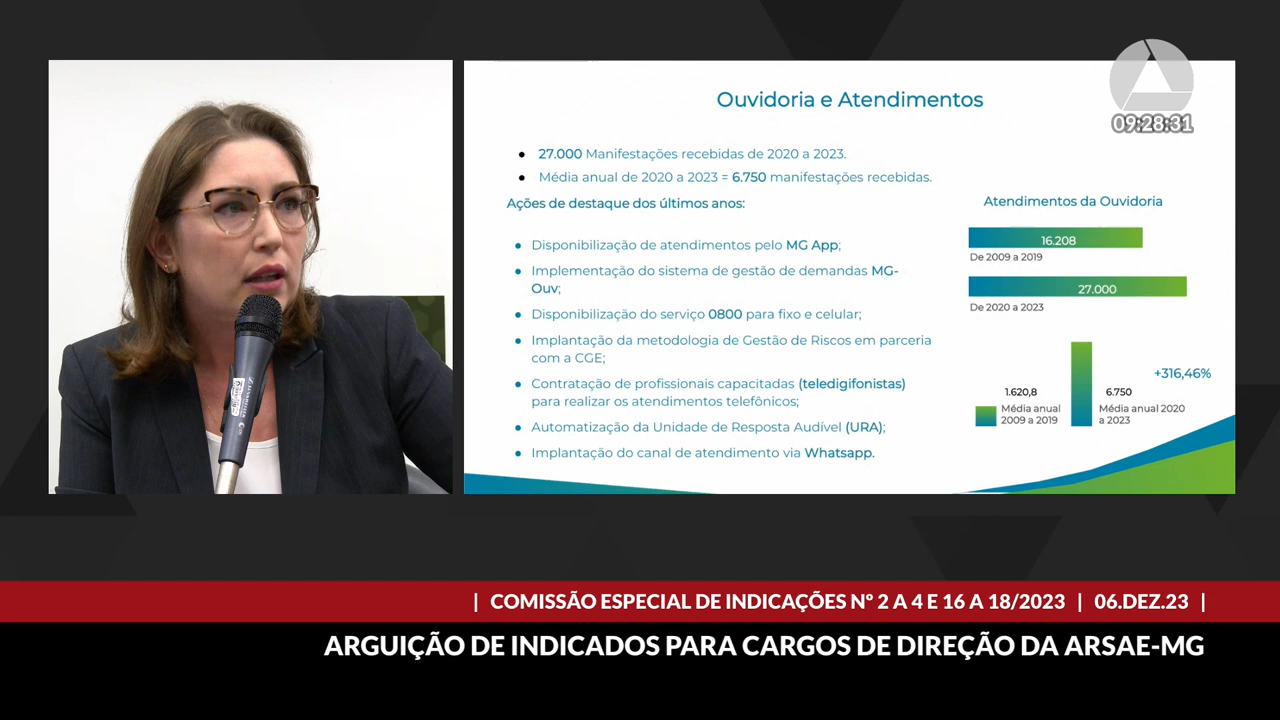 Ouvidoria e Atendimentos
09:28:31
27.000 Manifestações recebidas de 2020 a 2023.
Média anual de 2020 a 2023 = 6.750 manifestações recebidas.
Ações de destaque dos últimos anos:
Disponibilização de atendimentos pelo MG App;
Implementação do sistema de gestão de demandas MG-
Ouv;
Disponibilização do serviço 0800 para fixo e celular;
Implantação da metodologia de Gestão de Riscos em parceria
com a CGE;
Contratação de profissionais capacitadas (teledigifonistas)
para realizar os atendimentos telefônicos;
Automatização da Unidade de Resposta Audível (URA);
Implantação do canal de atendimento via Whatsapp.
Atendimentos da Ouvidoria
16.208
De 2009 a 2019
27.000
De 2020 a 2023
+316,46%
1.620,8
Média anual
2009 a 2019
6.750
Média anual 2020
a 2023
| COMISSÃO ESPECIAL DE INDICAÇÕES Nº 2 A 4 E 16 A 18/2023 | 06.DEZ.23 |
ARGUIÇÃO DE INDICADOS PARA CARGOS DE DIREÇÃO DA ARSAE-MG